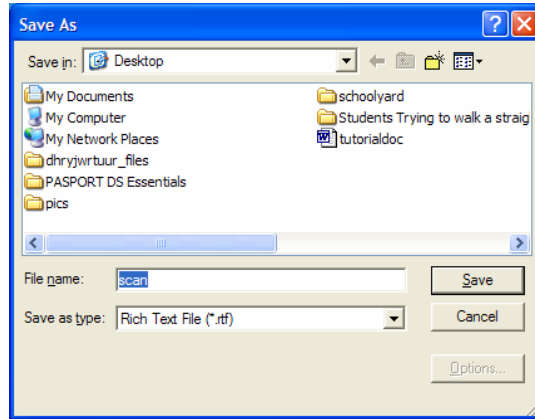 Save As
Save in: Desktop
My Documents
My Computer
My Network Places
dhryjwrtuur_files
PASPORT DS Essentials
pics
schoolyard
Students Trying to walk a straig
tutorialdoc
File name: scan Save
Save as type: Rich Text File (*.rtf) Cancel
Options...